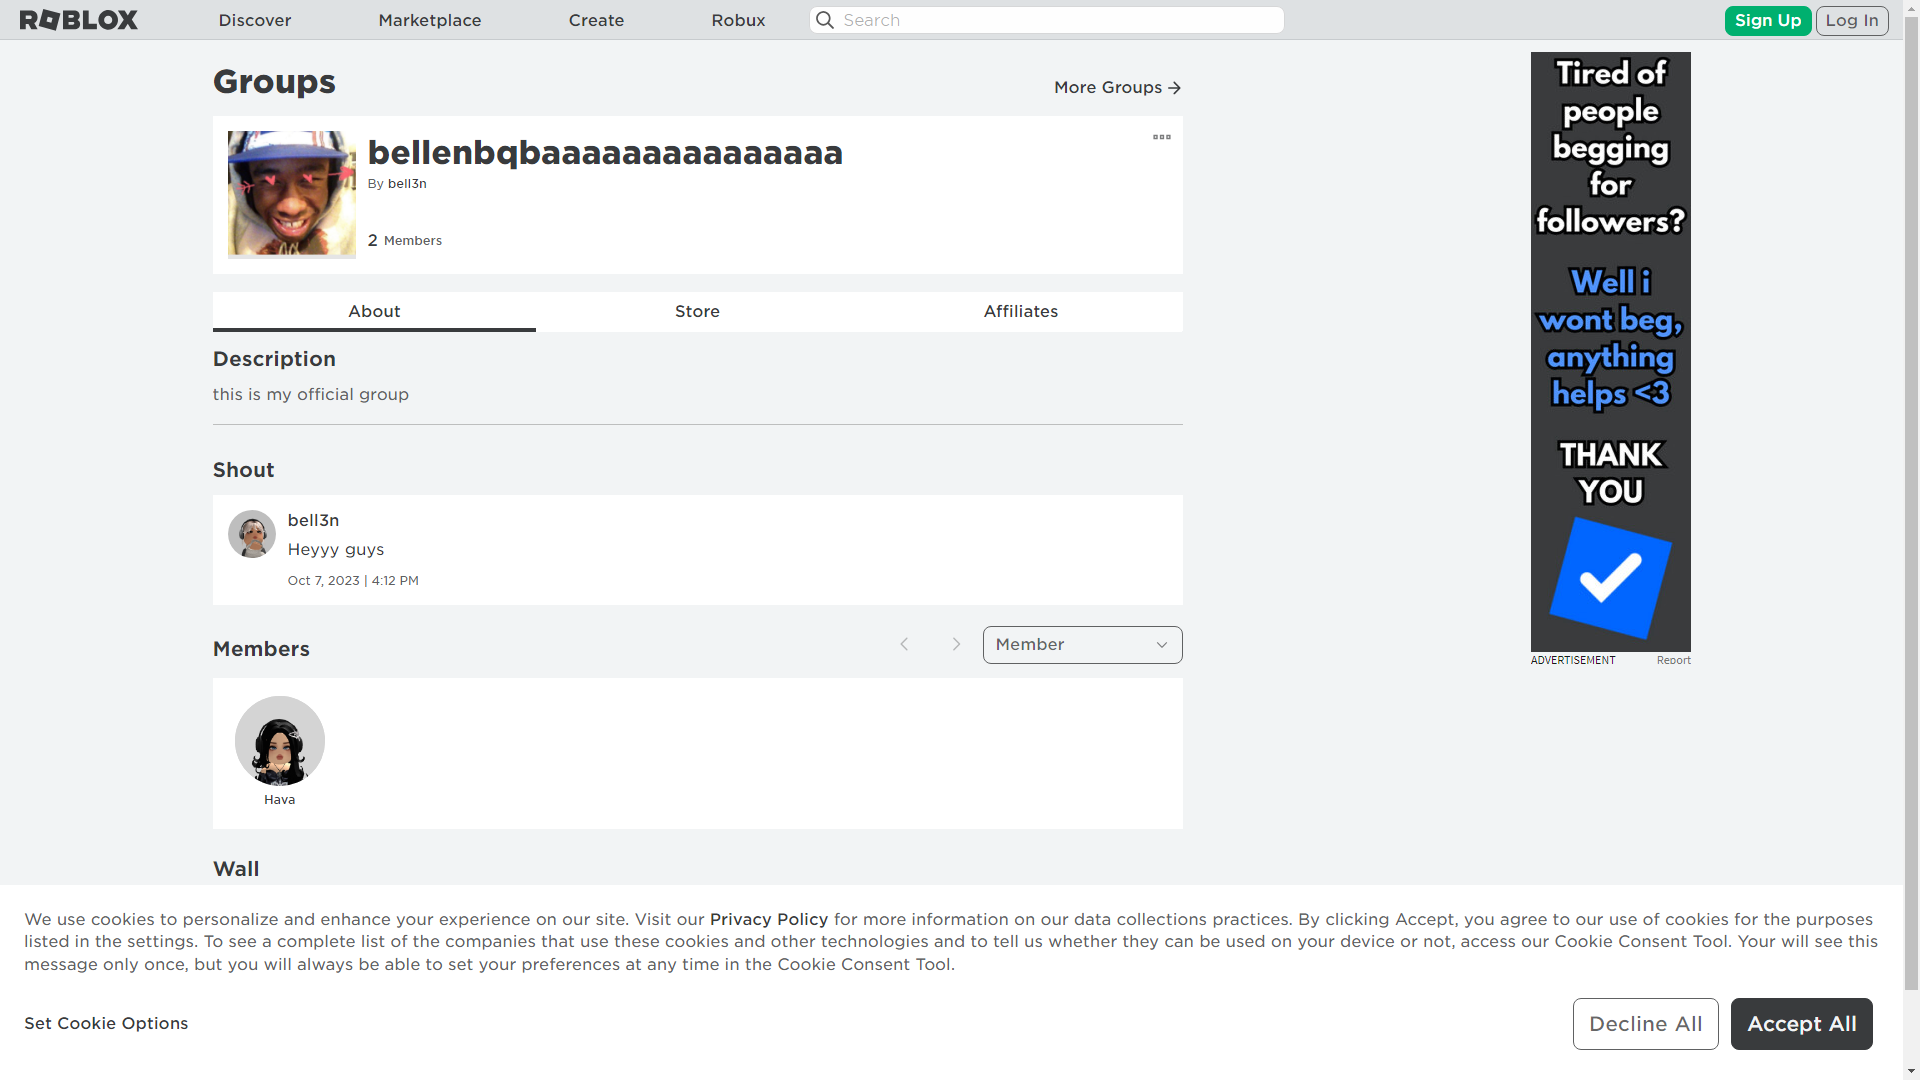 ROBLOX
Discover
Marketplace
Create
Robux
Search
Sign Up
Log In
Groups
More Groups
bellenbqbaaaaaaaaaaaaaaa
By bell3n
2 Members
About
Store
Affiliates
Description
this is my official group
Shout
bell3n
Heyyy guys
Oct 7, 2023 | 4:12 PM
Members
Member
Hava
Wall
Tired of
people
begging
for
followers?
Well i
wont beg,
anything
helps <3
THANK
YOU
ADVERTISEMENT
Report
We use cookies to personalize and enhance your experience on our site. Visit our Privacy Policy for more information on our data collections practices. By clicking Accept, you agree to our use of cookies for the purposes
listed in the settings. To see a complete list of the companies that use these cookies and other technologies and to tell us whether they can be used on your device or not, access our Cookie Consent Tool. Your will see this
message only once, but you will always be able to set your preferences at any time in the Cookie Consent Tool.
Set Cookie Options
Decline All
Accept All